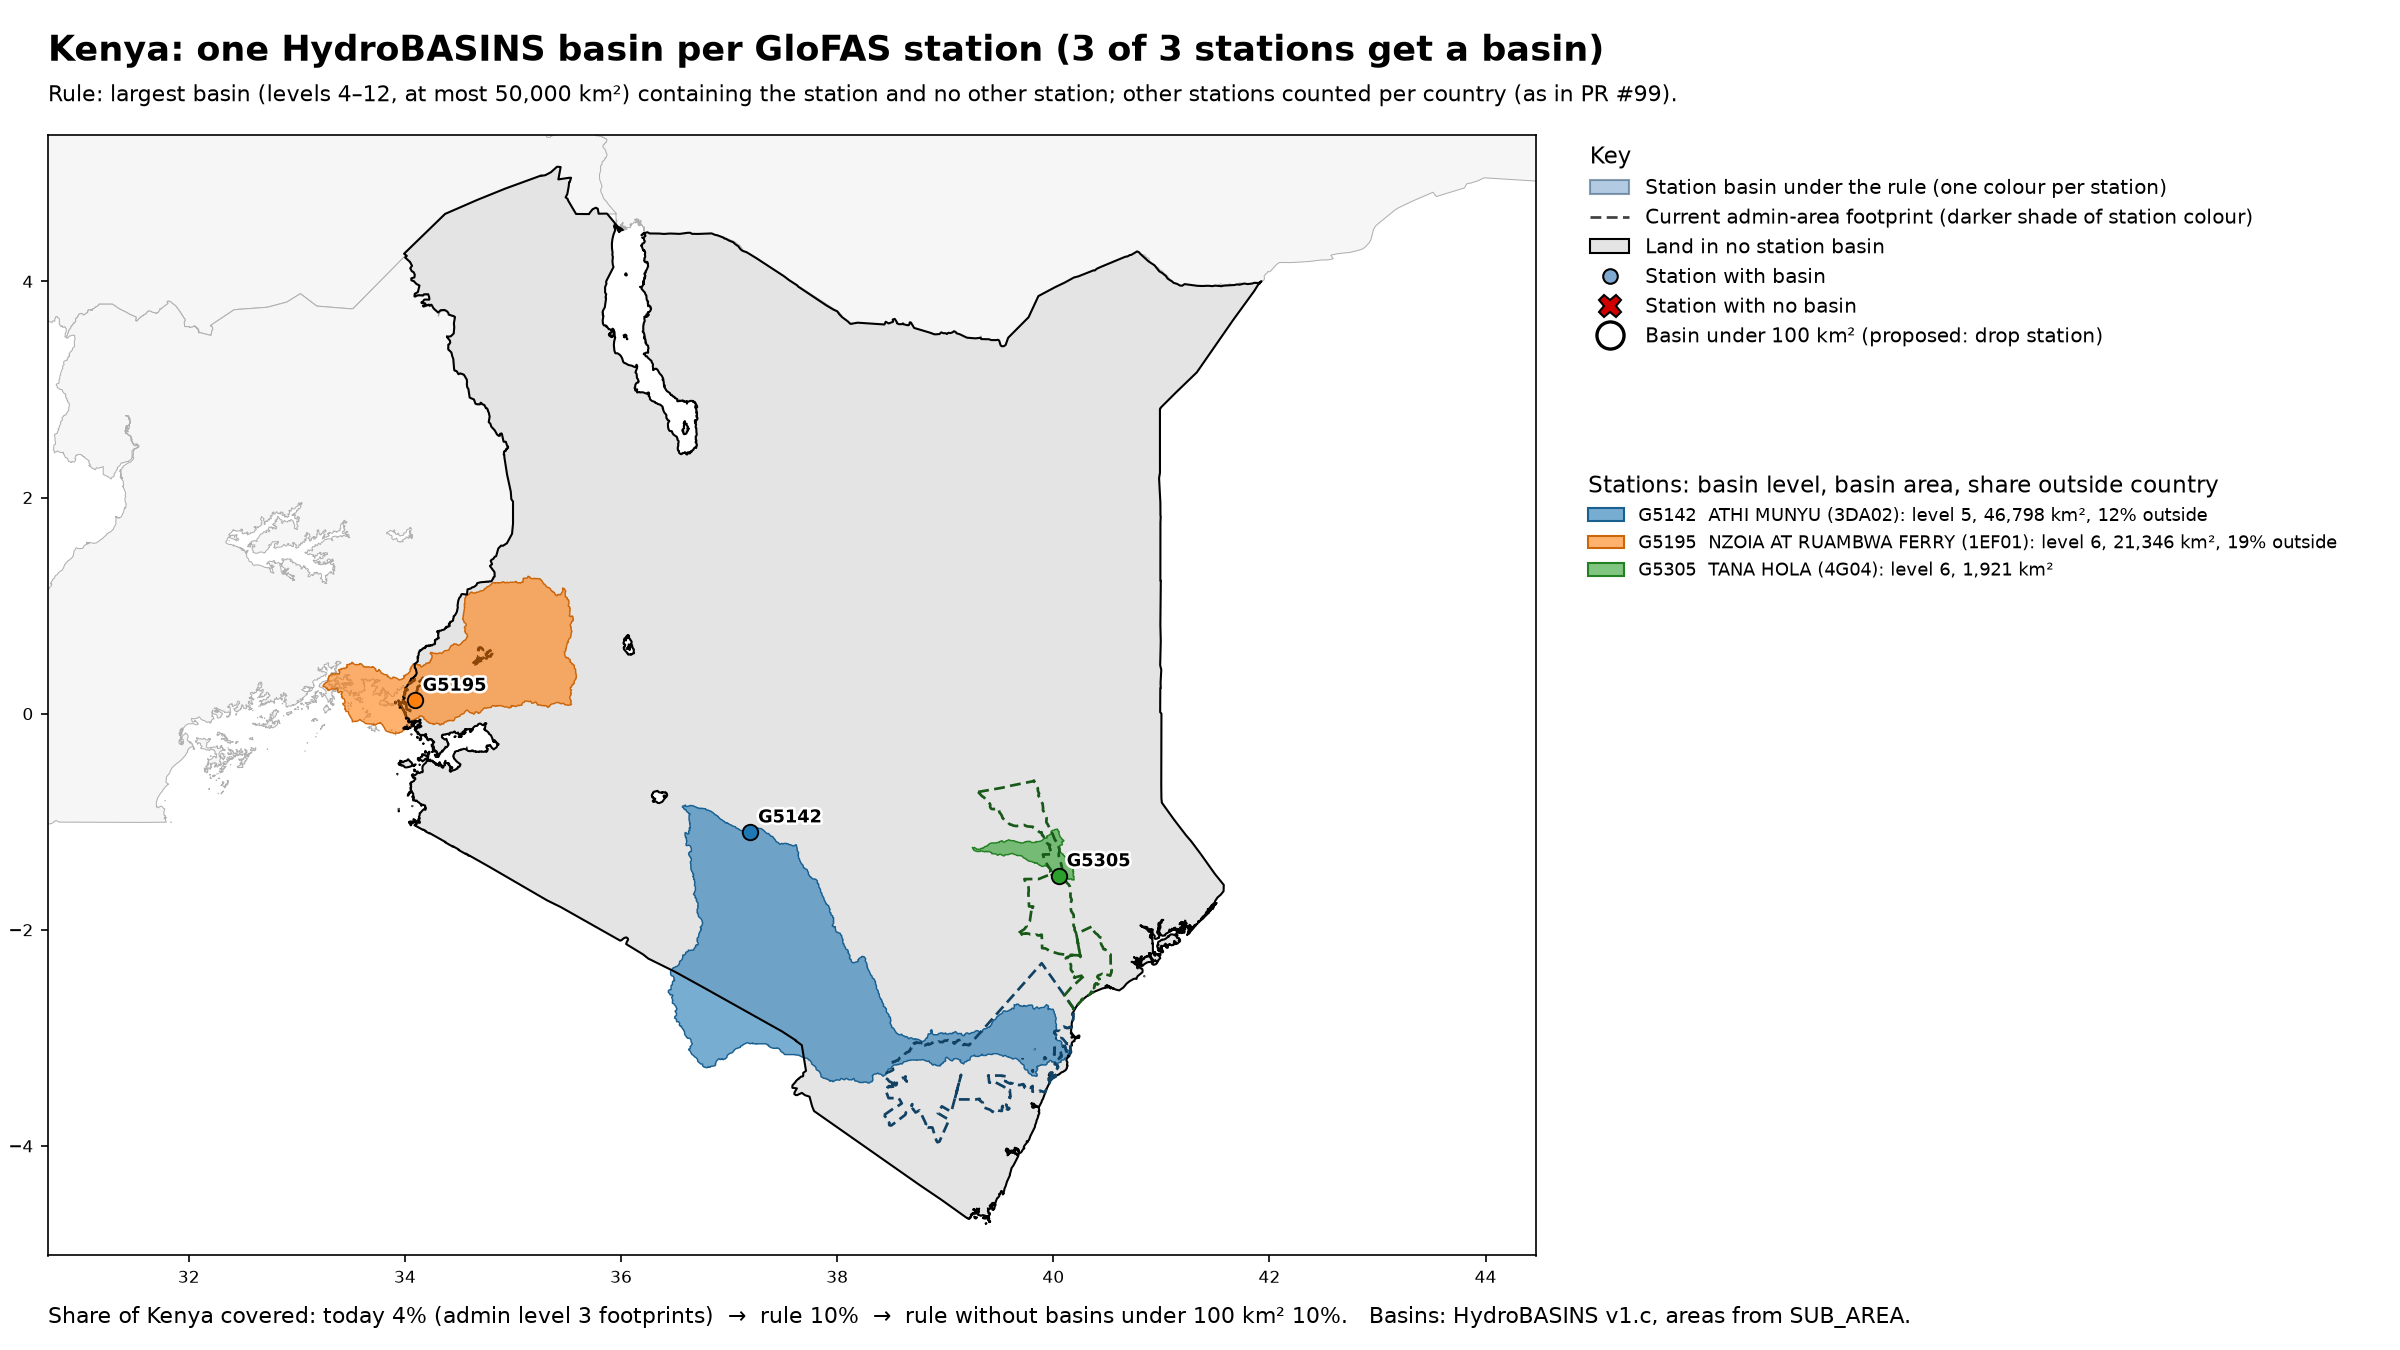 Kenya: one HydroBASINS basin per GloFAS station (3 of 3 stations get a basin)
Rule: largest basin (levels 4–12, at most 50,000 km²) containing the station and no other station; other stations counted per country (as in PR #99).
Key
Station basin under the rule (one colour per station)
Current admin-area footprint (darker shade of station colour)
Land in no station basin
Station with basin
Station with no basin
Basin under 100 km² (proposed: drop station)
Stations: basin level, basin area, share outside country
G5142 ATHI MUNYU (3DA02): level 5, 46,798 km², 12% outside
G5195 NZOIA AT RUAMBWA FERRY (1EF01): level 6, 21,346 km², 19% outside
G5305 TANA HOLA (4G04): level 6, 1,921 km²
4
2
0
−2
−4
G5195
G5142
G5305
32 34 36 38 40 42 44
Share of Kenya covered: today 4% (admin level 3 footprints) → rule 10% → rule without basins under 100 km² 10%. Basins: HydroBASINS v1.c, areas from SUB_AREA.